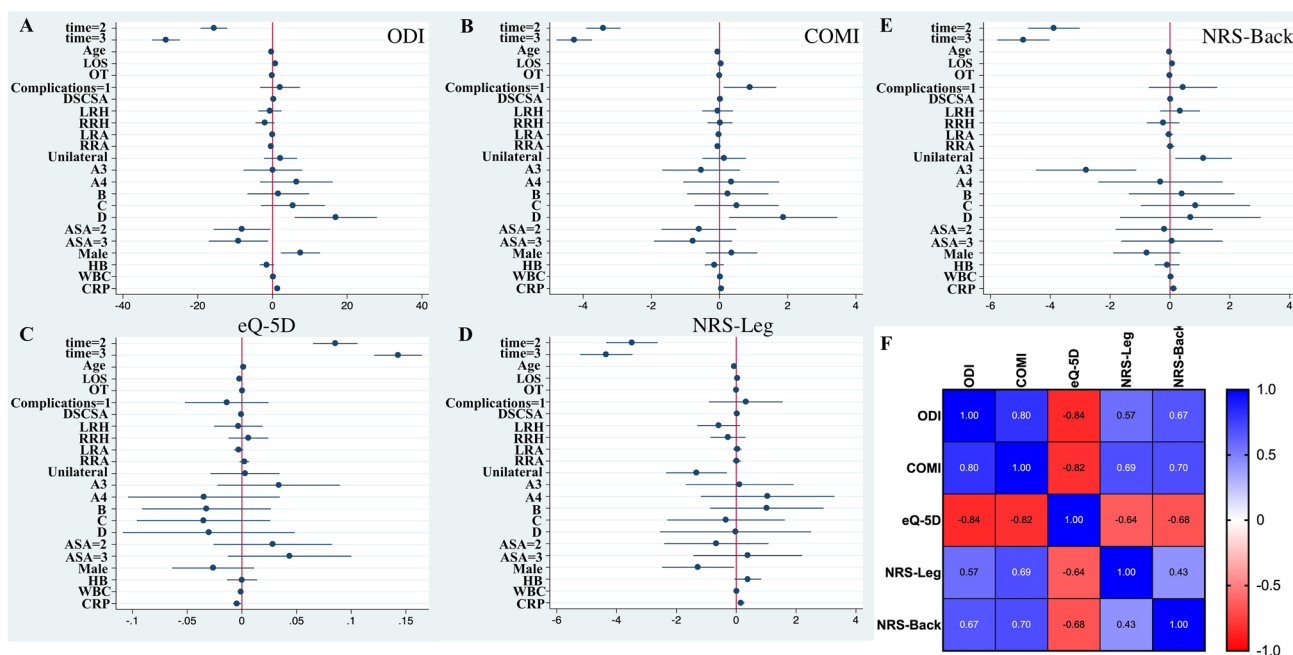 A
ODI
time=2
time=3
Age
LOS
OT
Complications=1
DSCSA
LRH
RRH
LRA
RRA
Unilateral
A3
A4
B
C
D
ASA=2
ASA=3
Male
HB
WBC
CRP
-40
-20
0
20
40
B
COMI
time=2
time=3
Age
LOS
OT
Complications=1
DSCSA
LRH
RRH
LRA
RRA
Unilateral
A3
A4
B
C
D
ASA=2
ASA=3
Male
HB
WBC
CRP
-4
-2
0
2
4
E
NRS-Back
time=2
time=3
Age
LOS
OT
Complications=1
DSCSA
LRH
RRH
LRA
RRA
Unilateral
A3
A4
B
C
D
ASA=2
ASA=3
Male
HB
WBC
CRP
-6
-4
-2
0
2
4
C
eQ-5D
time=2
time=3
Age
LOS
OT
Complications=1
DSCSA
LRH
RRH
LRA
RRA
Unilateral
A3
A4
B
C
D
ASA=2
ASA=3
Male
HB
WBC
CRP
-.1
-.05
0
.05
.1
.15
D
NRS-Leg
time=2
time=3
Age
LOS
OT
Complications=1
DSCSA
LRH
RRH
LRA
RRA
Unilateral
A3
A4
B
C
D
ASA=2
ASA=3
Male
HB
WBC
CRP
-6
-4
-2
0
2
4
F
ODI
COMI
eQ-5D
NRS-Leg
NRS-Back
ODI 1.00 0.80 -0.84 0.57 0.67
COMI 0.80 1.00 -0.82 0.69 0.70
eQ-5D -0.84 -0.82 1.00 -0.64 -0.68
NRS-Leg 0.57 0.69 -0.64 1.00 0.43
NRS-Back 0.67 0.70 -0.68 0.43 1.00
1.0
0.5
0
-0.5
-1.0